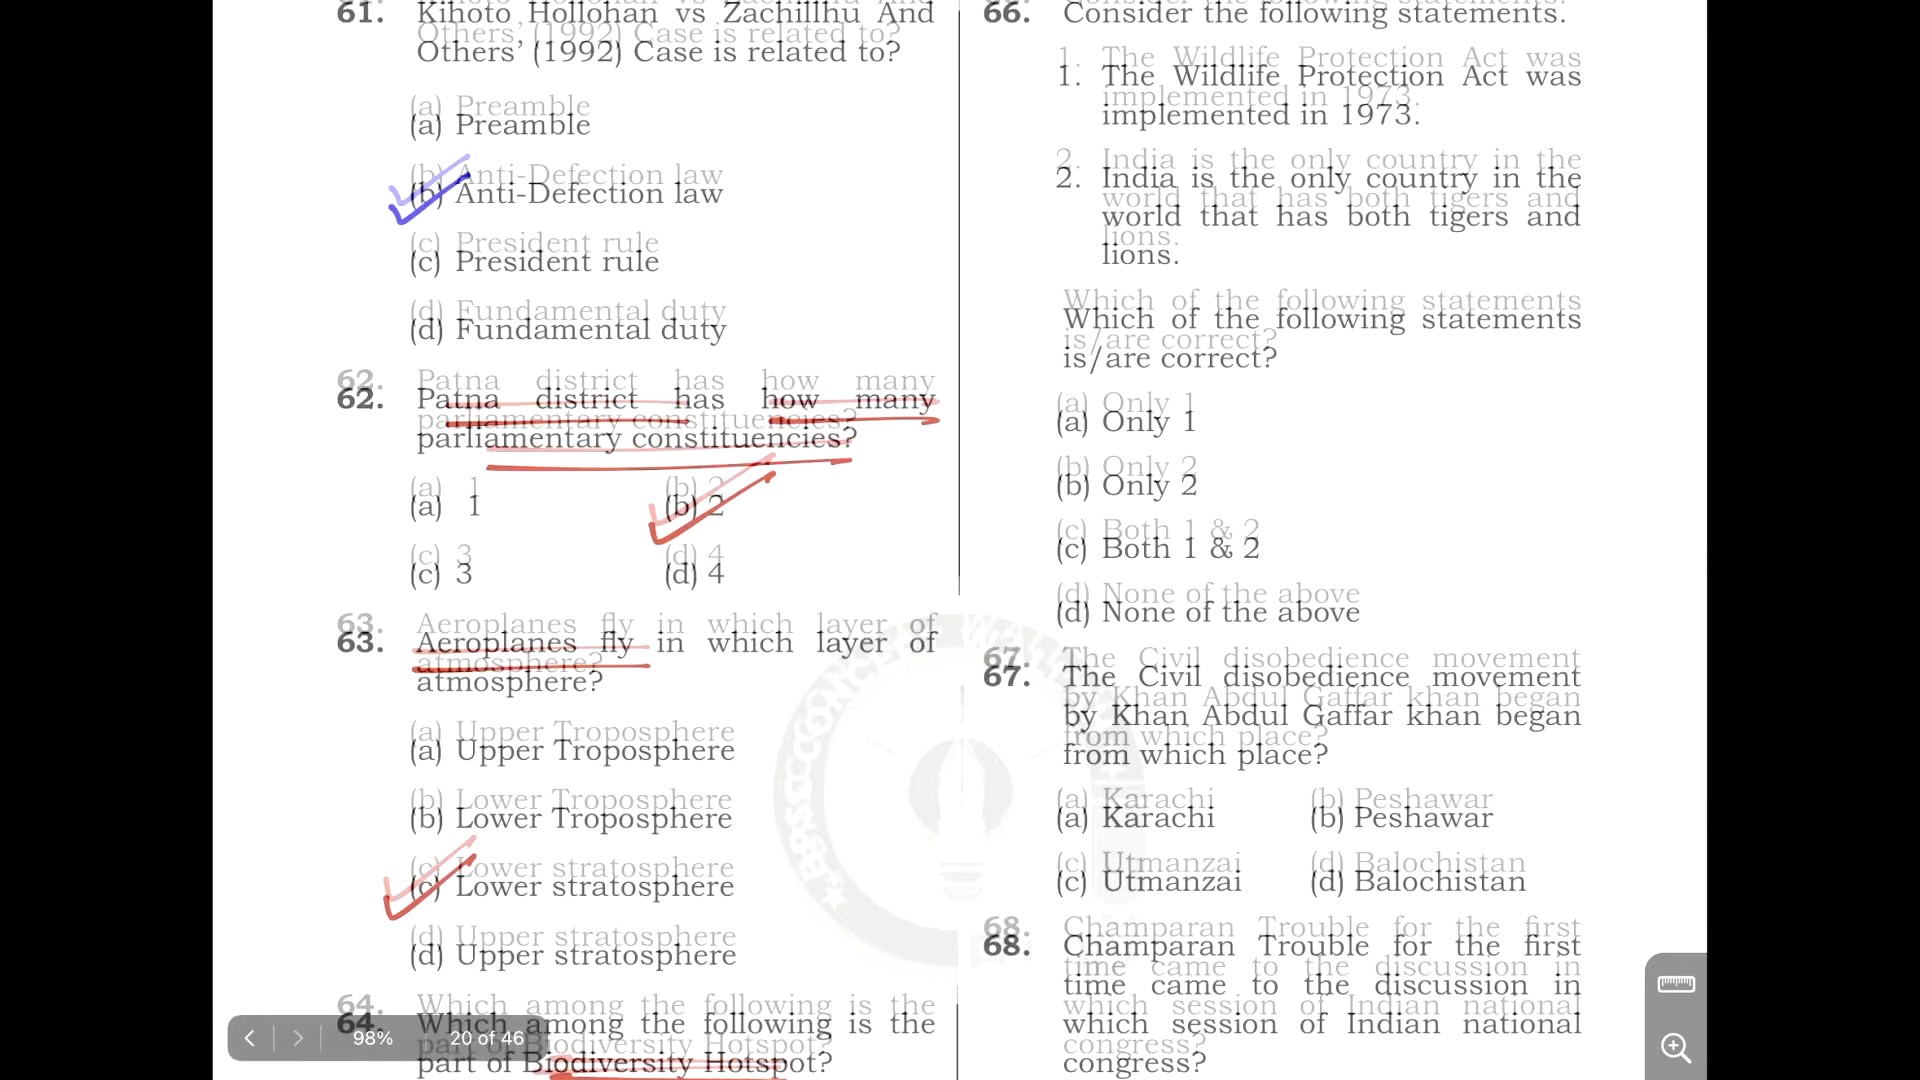 61. Kihoto Hollohan vs Zachillhu And
Others' (1992) Case is related to?
(a) Preamble
(b) Anti-Defection law
(c) President rule
(d) Fundamental duty
62. Patna district has how many
parliamentary constituencies?
(a) 1 (b) 2
(c) 3 (d) 4
63. Aeroplanes fly in which layer of
atmosphere?
(a) Upper Troposphere
(b) Lower Troposphere
(c) Lower stratosphere
(d) Upper stratosphere
64. Which among the following is the
part of Biodiversity Hotspot?
66. Consider the following statements.
1. The Wildlife Protection Act was
implemented in 1973.
2. India is the only country in the
world that has both tigers and
lions.
Which of the following statements
is/are correct?
(a) Only 1
(b) Only 2
(c) Both 1 & 2
(d) None of the above
67. The Civil disobedience movement
by Khan Abdul Gaffar khan began
from which place?
(a) Karachi (b) Peshawar
(c) Utmanzai (d) Balochistan
68. Champaran Trouble for the first
time came to the discussion in
which session of Indian national
congress?
98% 20 of 46